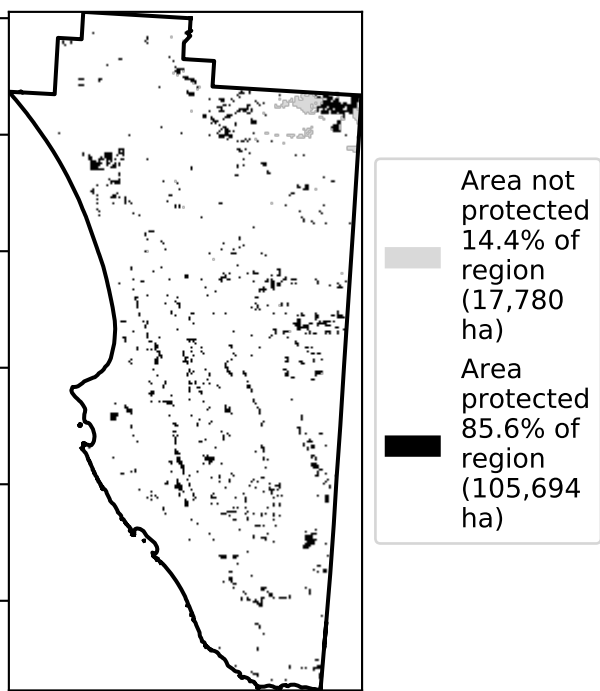 Area not
protected
14.4% of
region
(17,780
ha)
Area
protected
85.6% of
region
(105,694
ha)